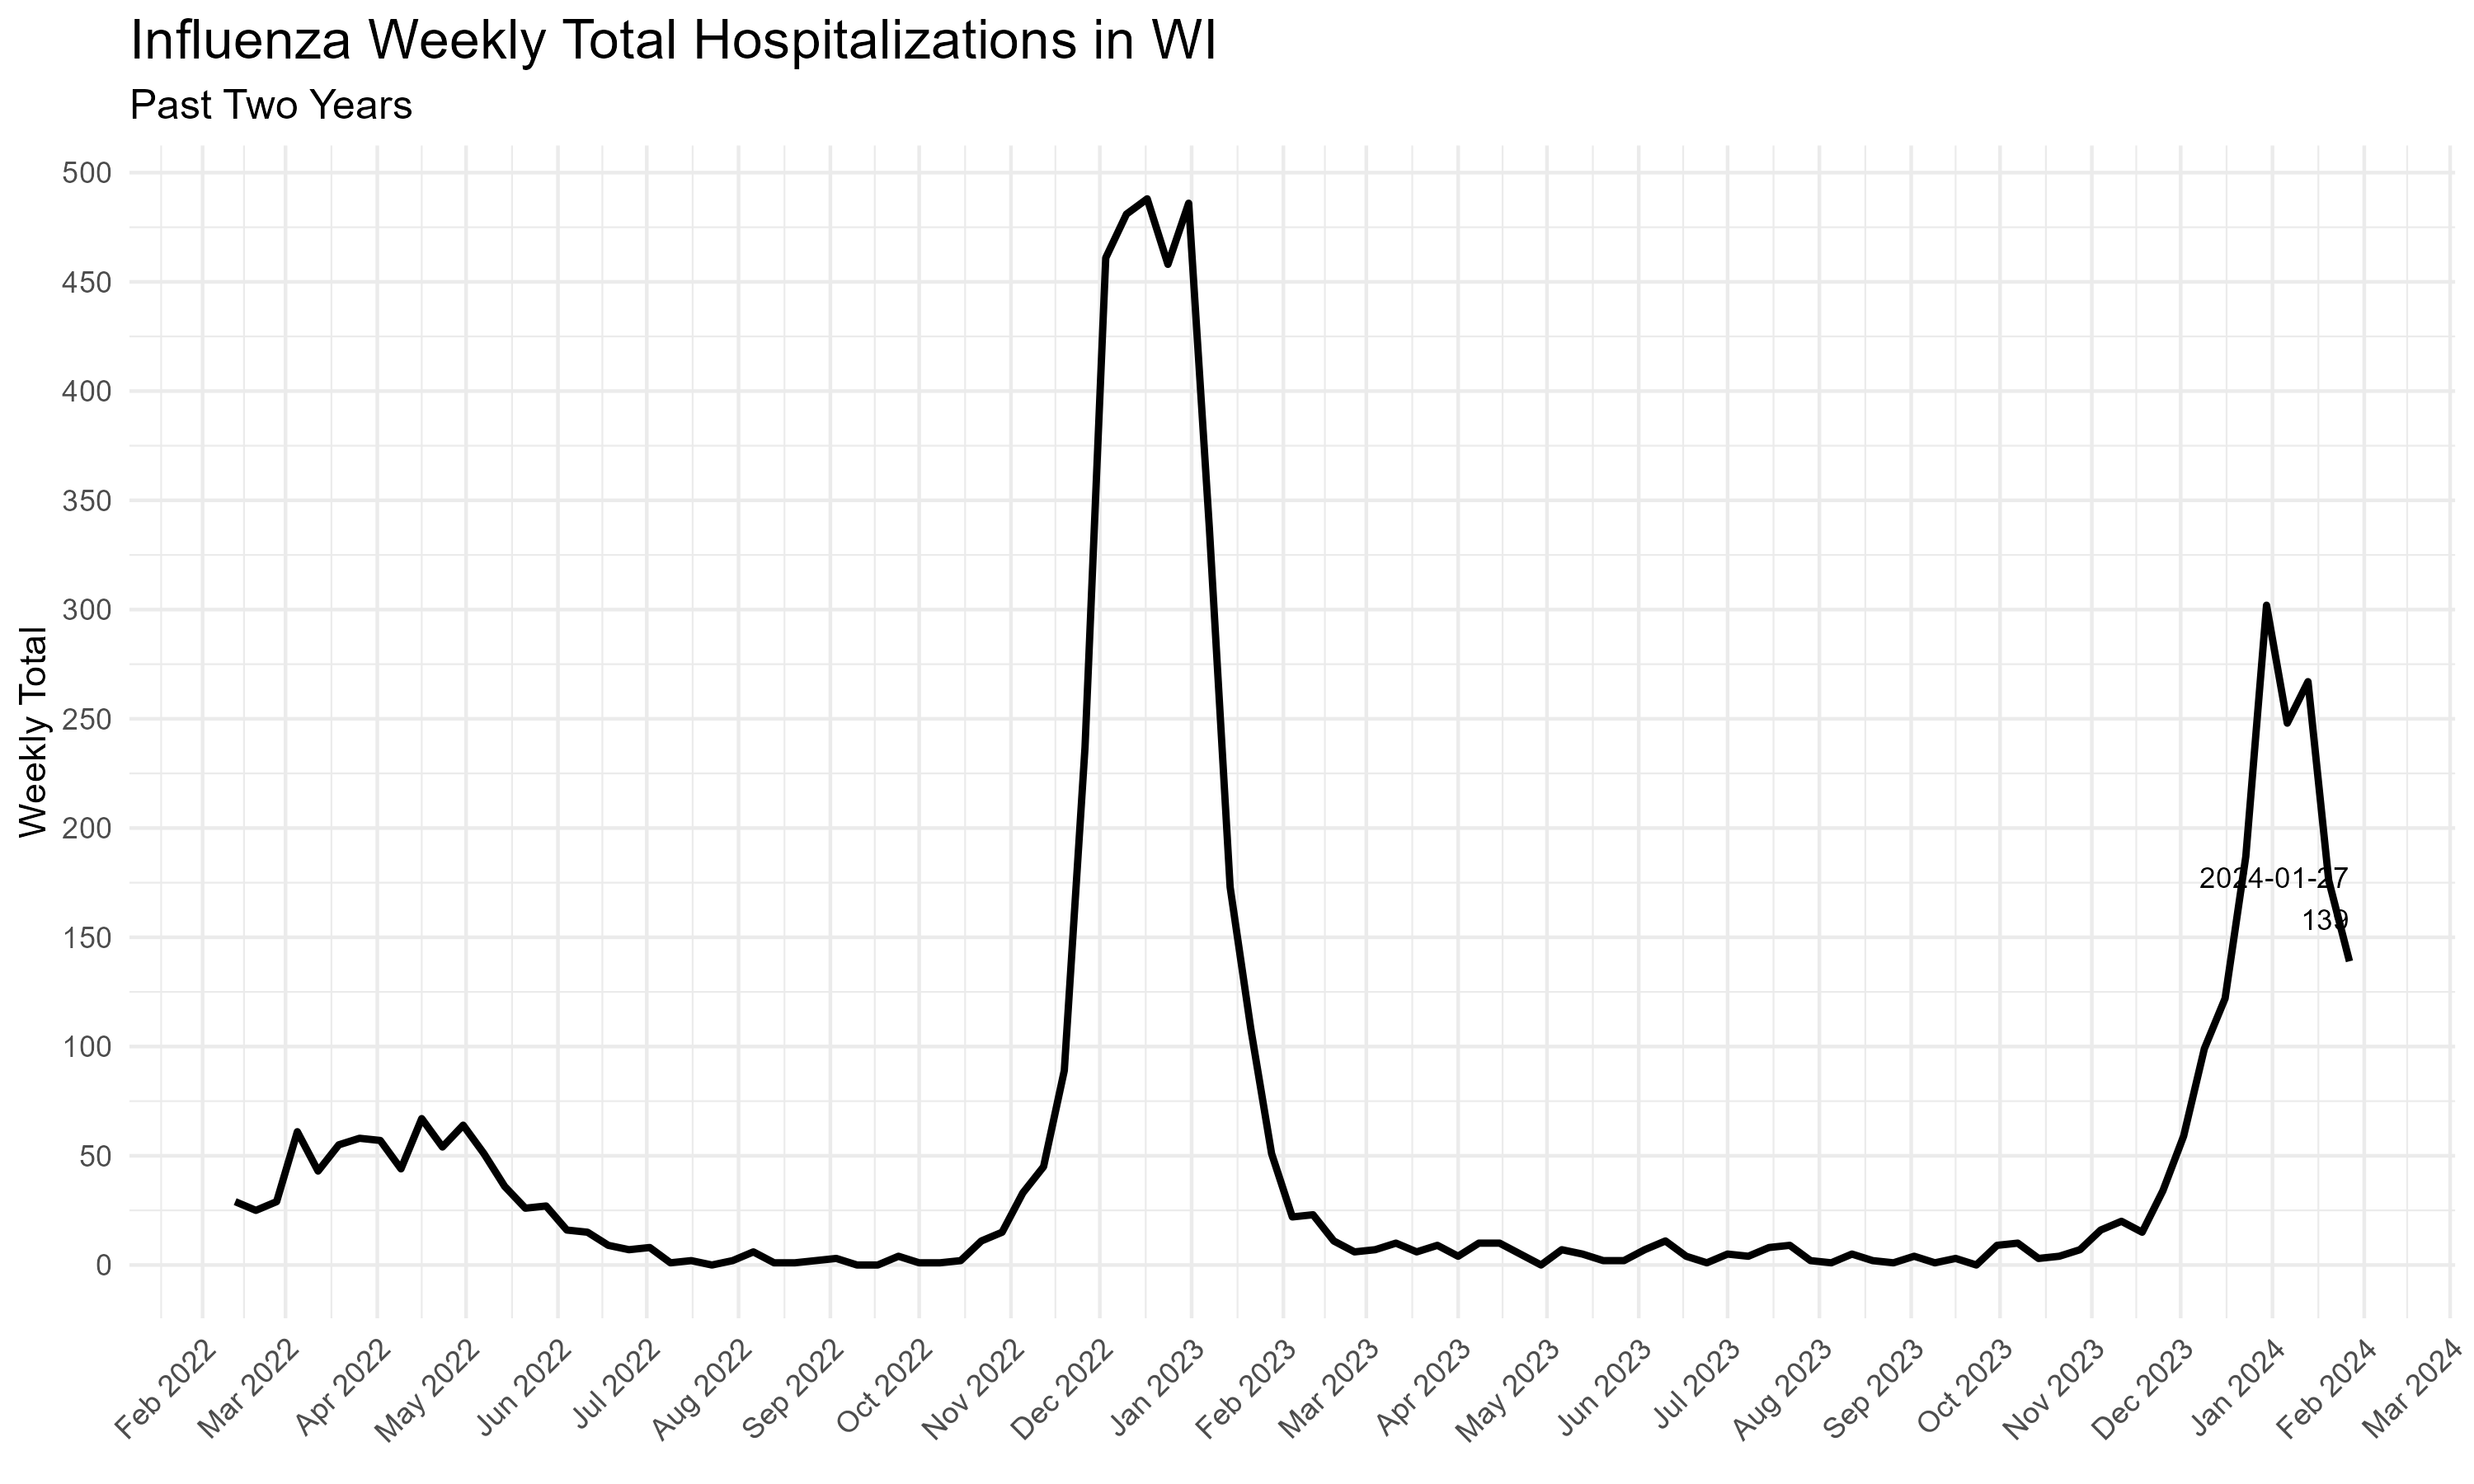 Influenza Weekly Total Hospitalizations in WI
Past Two Years
Weekly Total
500
450
400
350
300
250
200
150
100
50
0
2024-01-27
139
Feb 2022
Mar 2022
Apr 2022
May 2022
Jun 2022
Jul 2022
Aug 2022
Sep 2022
Oct 2022
Nov 2022
Dec 2022
Jan 2023
Feb 2023
Mar 2023
Apr 2023
May 2023
Jun 2023
Jul 2023
Aug 2023
Sep 2023
Oct 2023
Nov 2023
Dec 2023
Jan 2024
Feb 2024
Mar 2024